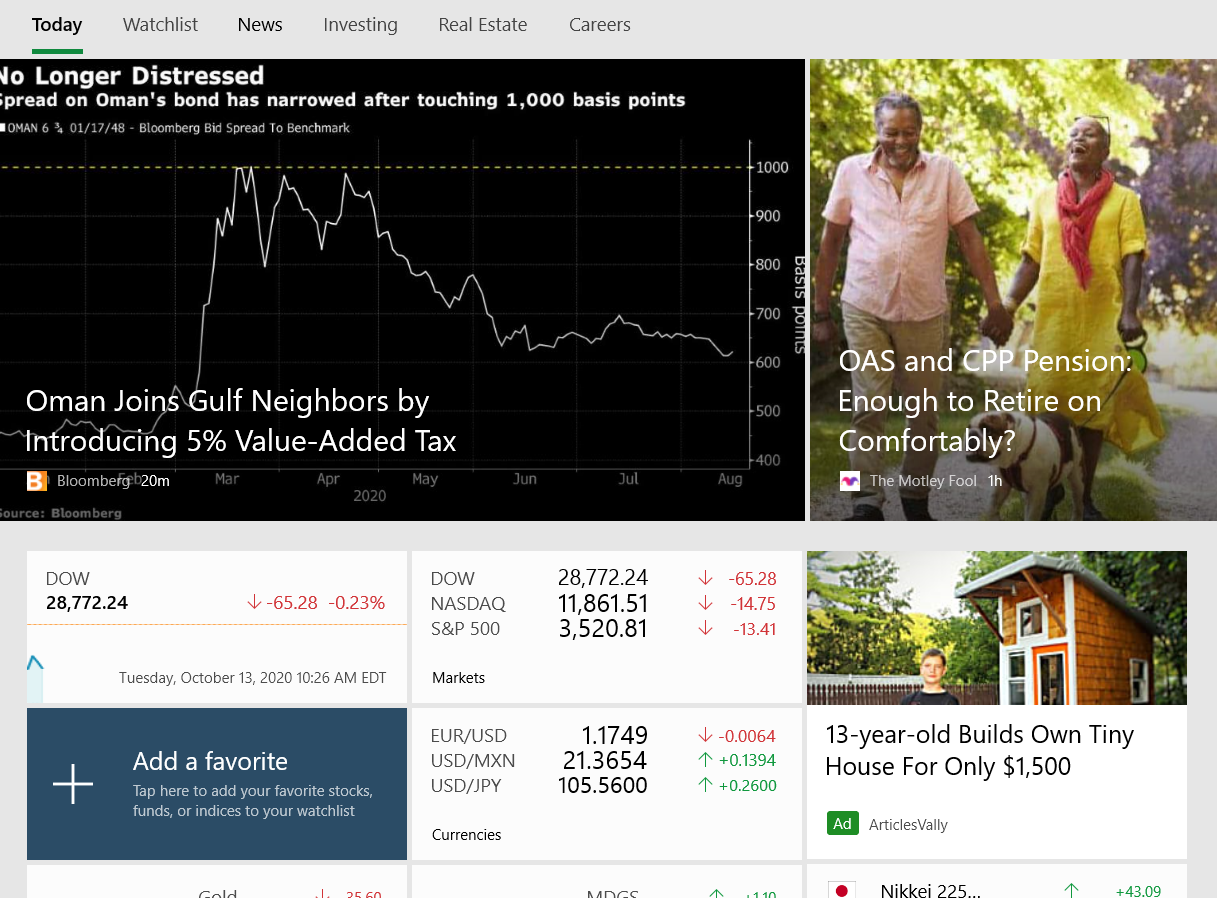 Today Watchlist News Investing Real Estate Careers
No Longer Distressed
Spread on Oman's bond has narrowed after touching 1,000 basis points
OMAN 6 ¾ 01/17/48 - Bloomberg Bid Spread To Benchmark
1000
900
800
700
600
500
400
Basis points
Oman Joins Gulf Neighbors by
Introducing 5% Value-Added Tax
Bloomberg 20m
Feb Mar Apr May Jun Jul Aug
2020
Source: Bloomberg
OAS and CPP Pension:
Enough to Retire on
Comfortably?
The Motley Fool 1h
DOW
28,772.24 -65.28 -0.23%
Tuesday, October 13, 2020 10:26 AM EDT
DOW 28,772.24 -65.28
NASDAQ 11,861.51 -14.75
S&P 500 3,520.81 -13.41
Markets
Add a favorite
Tap here to add your favorite stocks,
funds, or indices to your watchlist
EUR/USD 1.1749 -0.0064
USD/MXN 21.3654 +0.1394
USD/JPY 105.5600 +0.2600
Currencies
13-year-old Builds Own Tiny
House For Only $1,500
Ad ArticlesVally
Gold -35.60
MDGS +1.10
Nikkei 225... +43.09